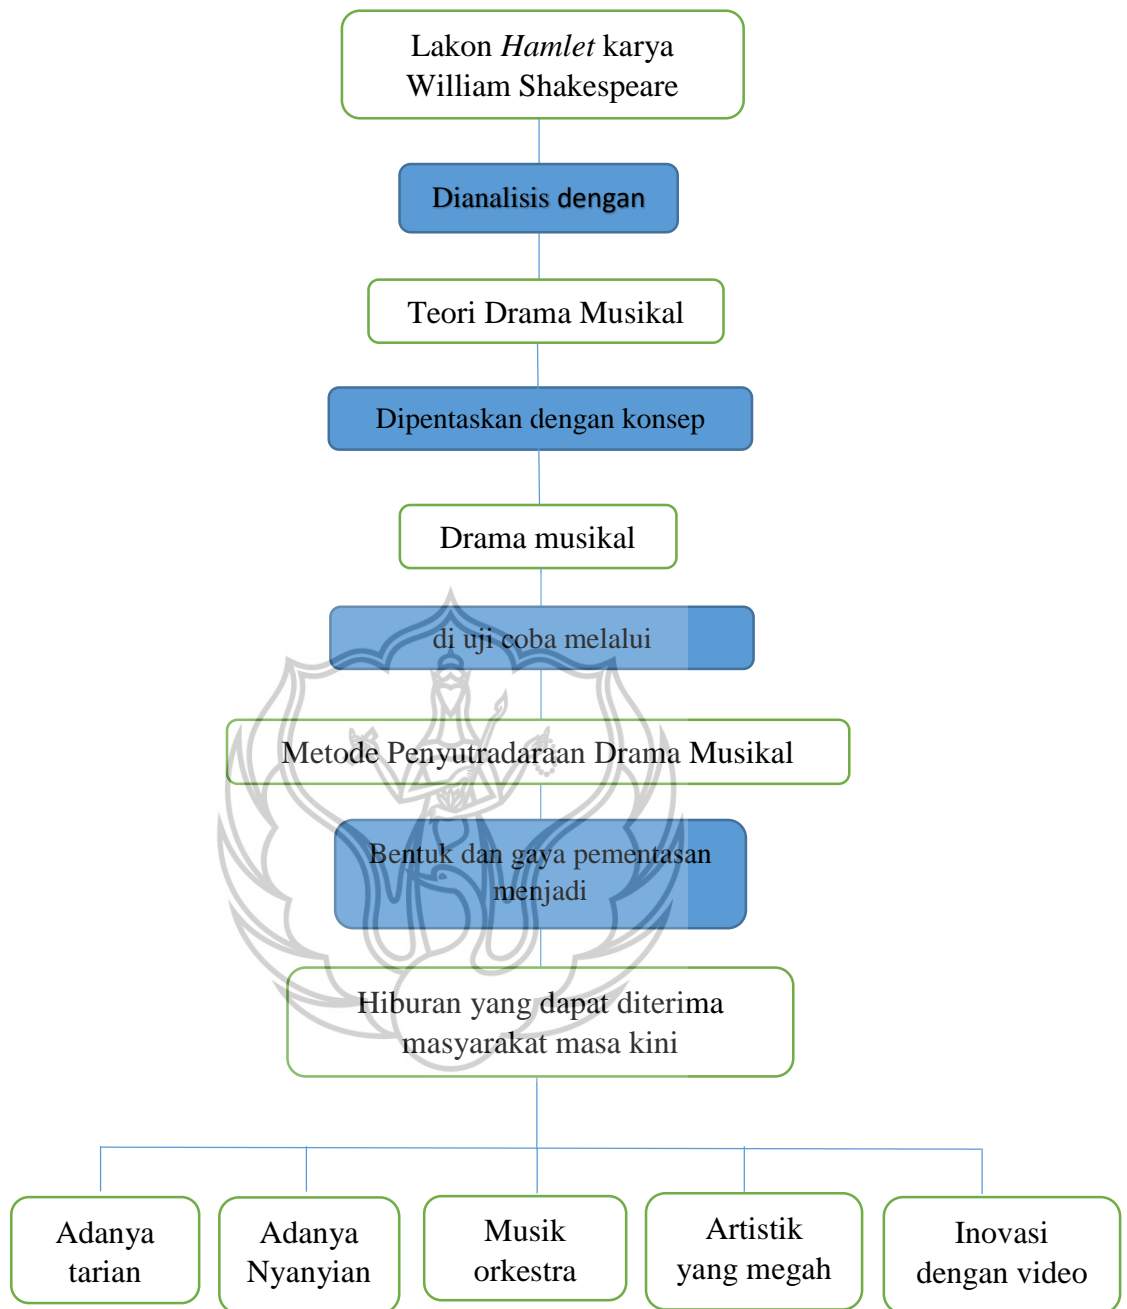 Lakon Hamlet karya
William Shakespeare
Dianalisis dengan
Teori Drama Musikal
Dipentaskan dengan konsep
Drama musikal
di uji coba melalui
Metode Penyutradaraan Drama Musikal
Bentuk dan gaya pementasan
menjadi
Hiburan yang dapat diterima
masyarakat masa kini
Adanya
tarian
Adanya
Nyanyian
Musik
orkestra
Artistik
yang megah
Inovasi
dengan video